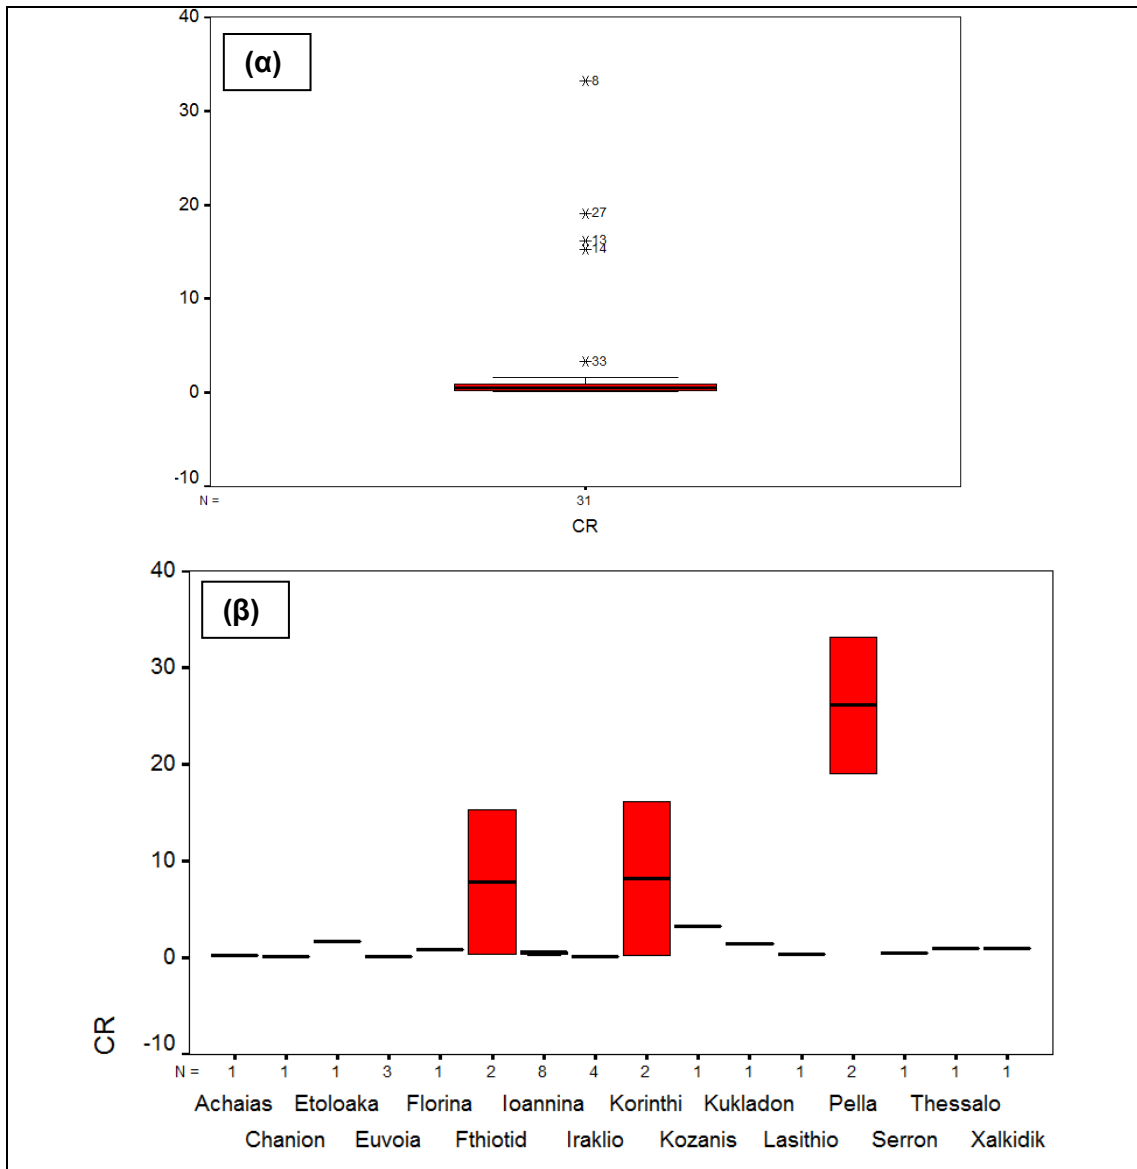 40
(α)
8
30
27
20
13
14
10
33
0
-10
N =
31
CR
40
(β)
30
20
10
0
CR
-10
N = 1 1 1 3 1 2 8 4 2 1 1 1 2 1 1 1
Achaias Etoloaka Florina Ioannina Korinthi Kukladon Pella Thessalo
Chanion Euvoia Fthiotid Iraklio Kozanis Lasithio Serron Xalkidik